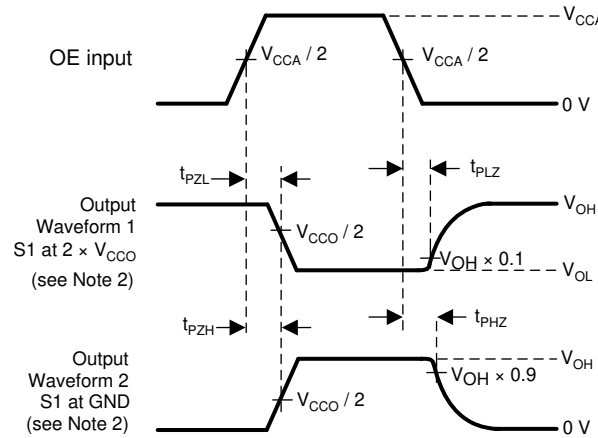 V_CCA
OE input
V_CCA / 2
V_CCA / 2
0 V
t_PZL
t_PLZ
Output
Waveform 1
S1 at 2 × V_CCO
(see Note 2)
V_OH
V_CCO / 2
V_OH × 0.1
V_OL
t_PZH
t_PHZ
Output
Waveform 2
S1 at GND
(see Note 2)
V_OH
V_OH × 0.9
V_CCO / 2
0 V